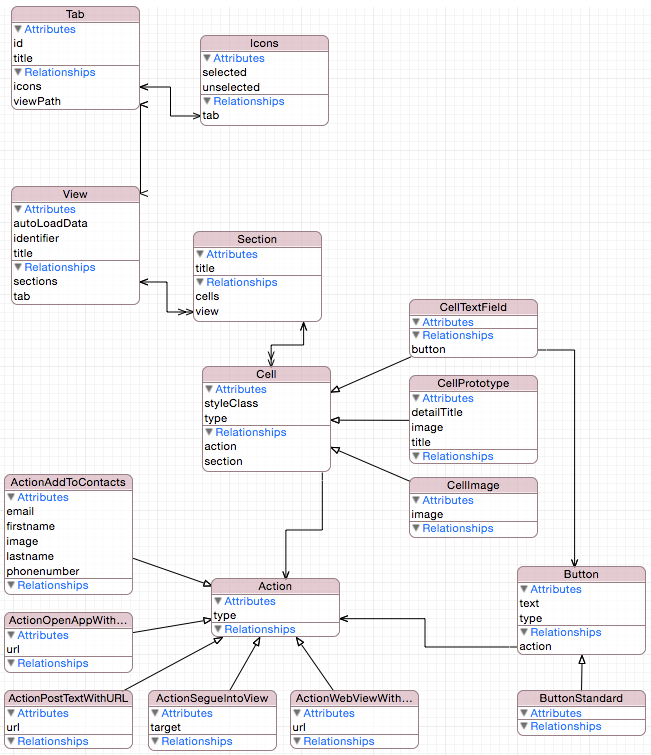 Tab
Attributes
id
title
Relationships
icons
viewPath
Icons
Attributes
selected
unselected
Relationships
tab
View
Attributes
autoLoadData
identifier
title
Relationships
sections
tab
Section
Attributes
title
Relationships
cells
view
CellTextField
Attributes
Relationships
button
Cell
Attributes
styleClass
type
Relationships
action
section
CellPrototype
Attributes
detailTitle
image
title
Relationships
CellImage
Attributes
image
Relationships
ActionAddToContacts
Attributes
email
firstname
image
lastname
phonenumber
Relationships
Action
Attributes
type
Relationships
Button
Attributes
text
type
Relationships
action
ActionOpenAppWith...
Attributes
url
Relationships
ActionPostTextWithURL
Attributes
url
Relationships
ActionSegueIntoView
Attributes
target
Relationships
ActionWebViewWith...
Attributes
url
Relationships
ButtonStandard
Attributes
Relationships